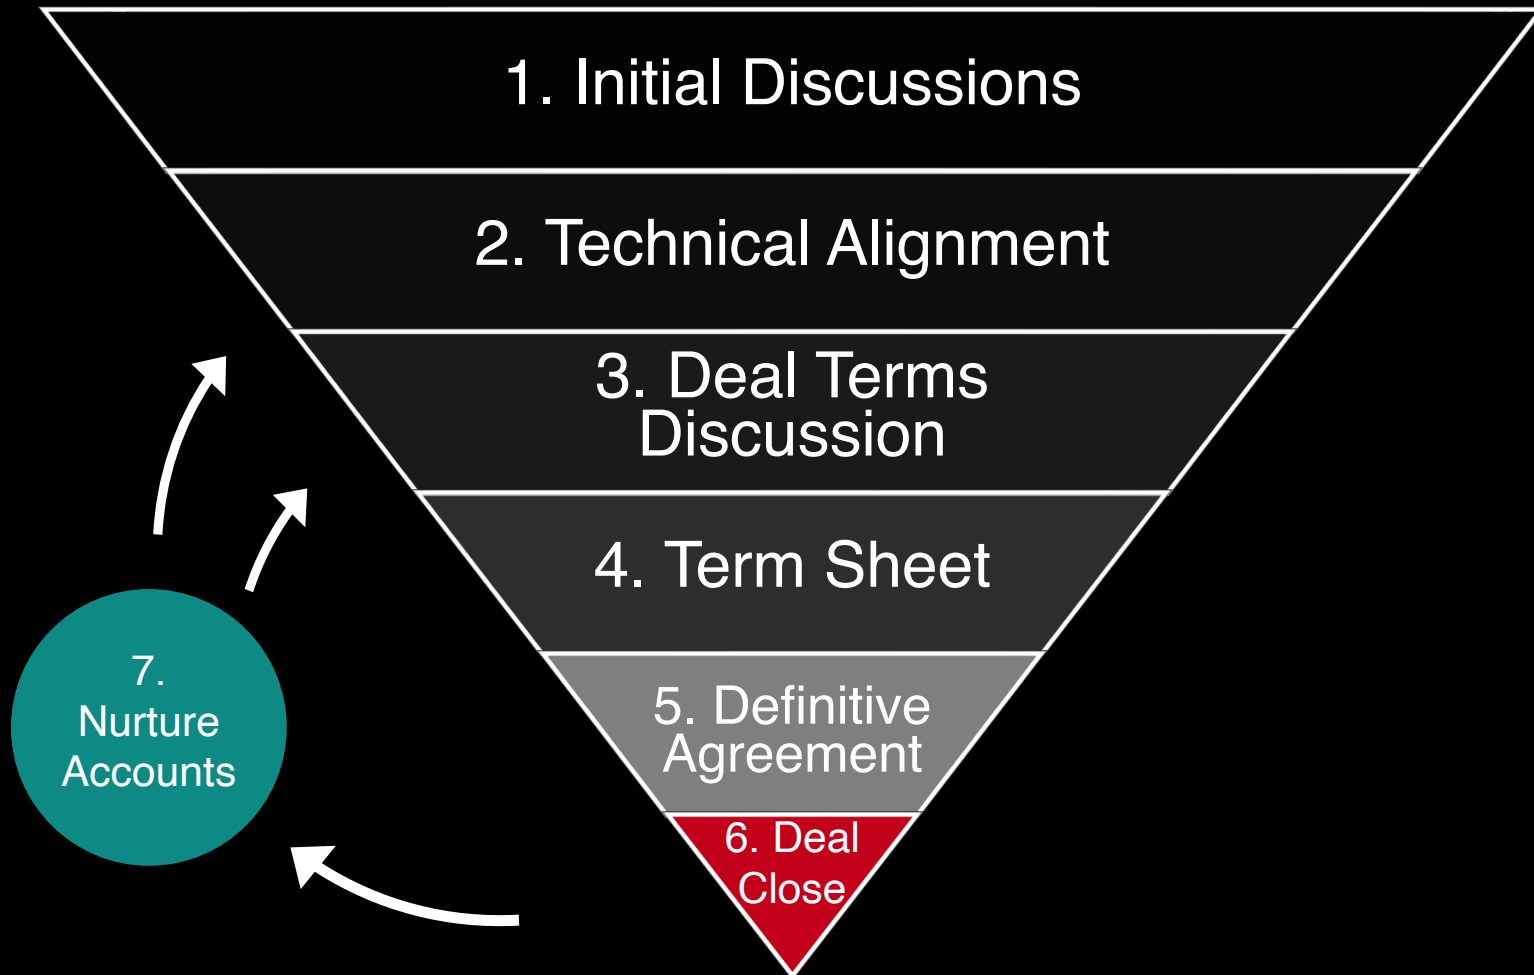 1. Initial Discussions
2. Technical Alignment
3. Deal Terms
Discussion
4. Term Sheet
5. Definitive
Agreement
6. Deal
Close
7.
Nurture
Accounts